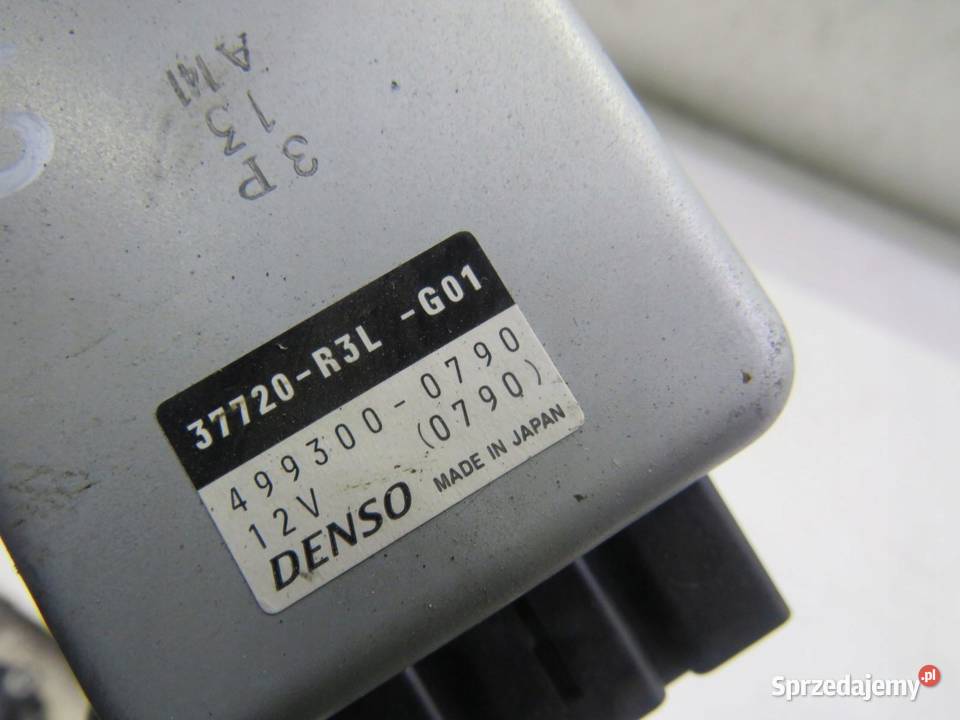 A141
13
3P
37720-R3L -G01
499300-0790
12V (0790)
DENSO MADE IN JAPAN
Sprzedajemy.pl